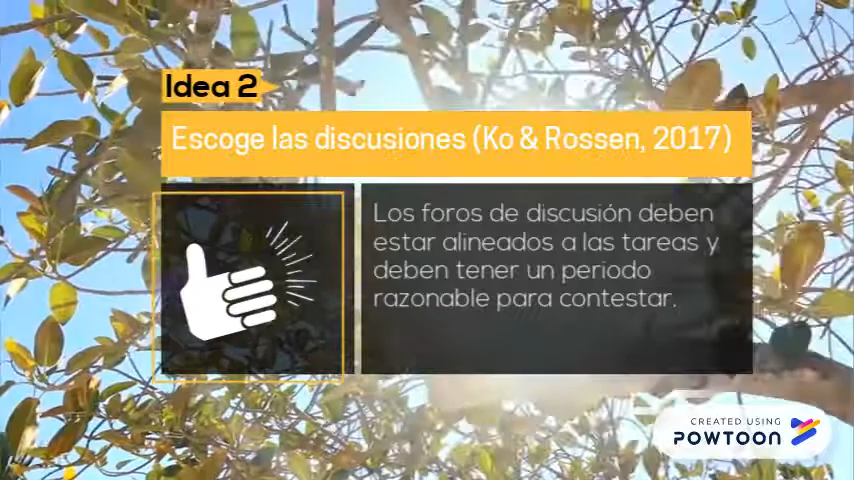 Idea 2
Escoge las discusiones (Ko & Rossen, 2017)
Los foros de discusión deben
estar alineados a las tareas y
deben tener un periodo
razonable para contestar.
CREATED USING
POWTOON